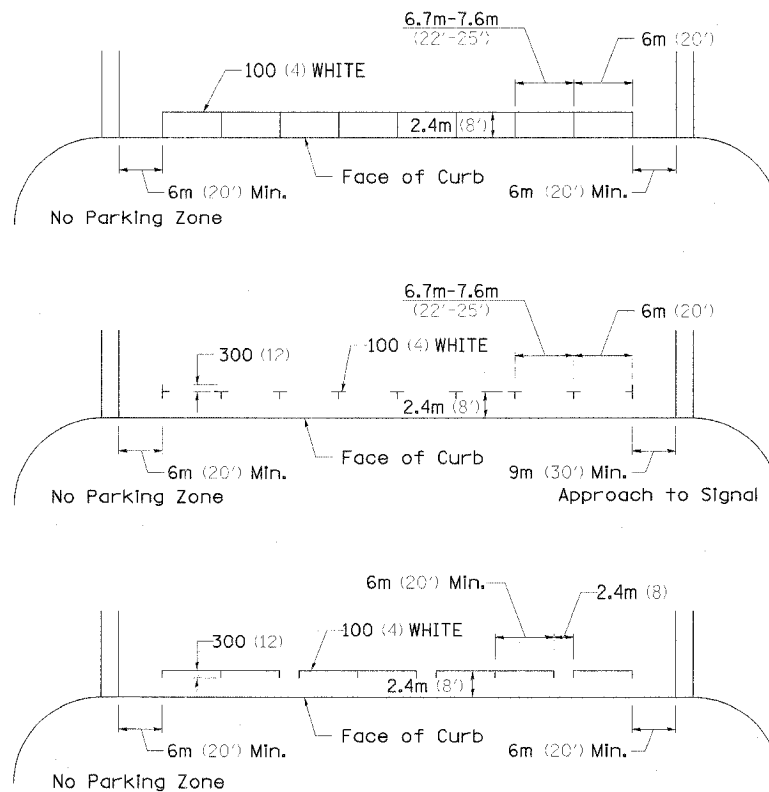 6.7m-7.6m
(22'-25')
6m (20')
100 (4) WHITE
2.4m (8')
6m (20') Min.
Face of Curb
6m (20') Min.
No Parking Zone
6.7m-7.6m
(22'-25')
6m (20')
300 (12)
100 (4) WHITE
2.4m (8')
6m (20') Min.
Face of Curb
9m (30') Min.
No Parking Zone
Approach to Signal
6m (20') Min.
2.4m (8)
300 (12)
100 (4) WHITE
2.4m (8')
6m (20') Min.
Face of Curb
6m (20') Min.
No Parking Zone